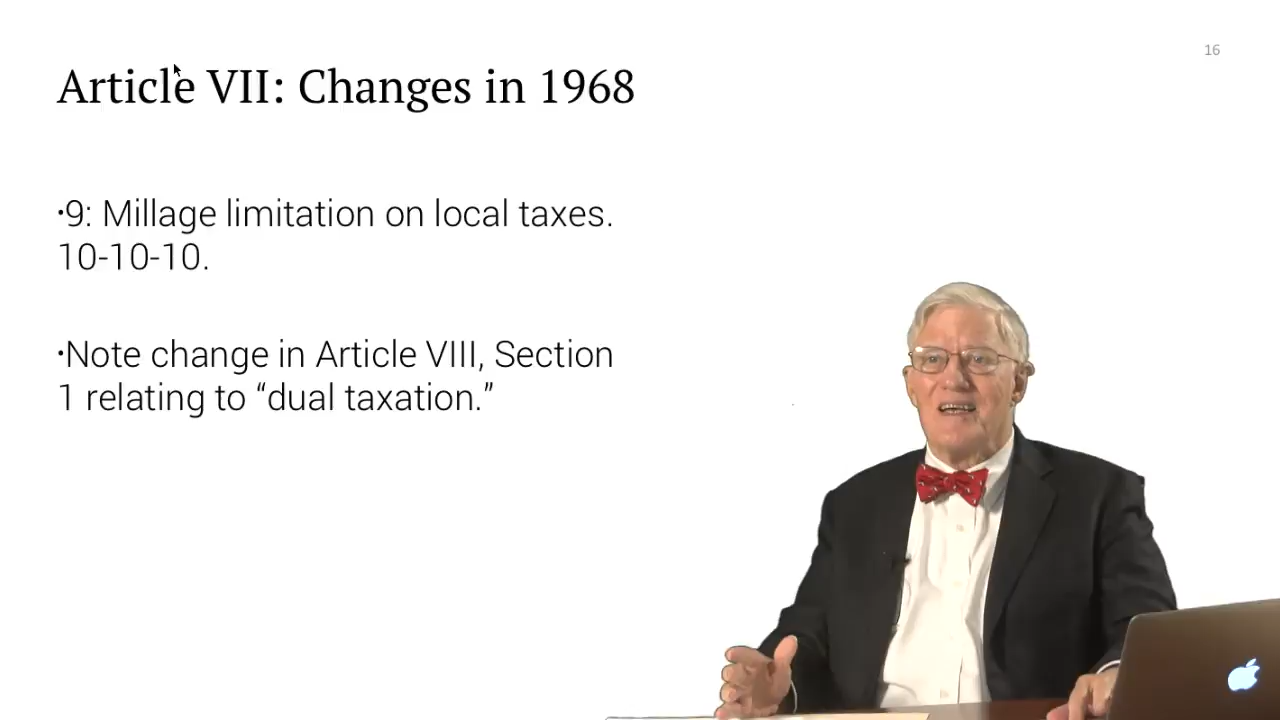 16
Article VII: Changes in 1968
•9: Millage limitation on local taxes.
10-10-10.
•Note change in Article VIII, Section
1 relating to “dual taxation.”